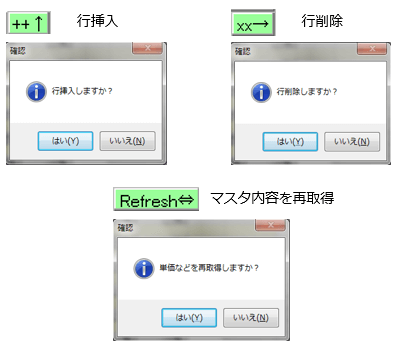 ++↑ 行挿入
確認
行挿入しますか？
はい(Y) いいえ(N)
xx→ 行削除
確認
行削除しますか？
はい(Y) いいえ(N)
Refresh⇔ マスタ内容を再取得
確認
単価などを再取得しますか？
はい(Y) いいえ(N)